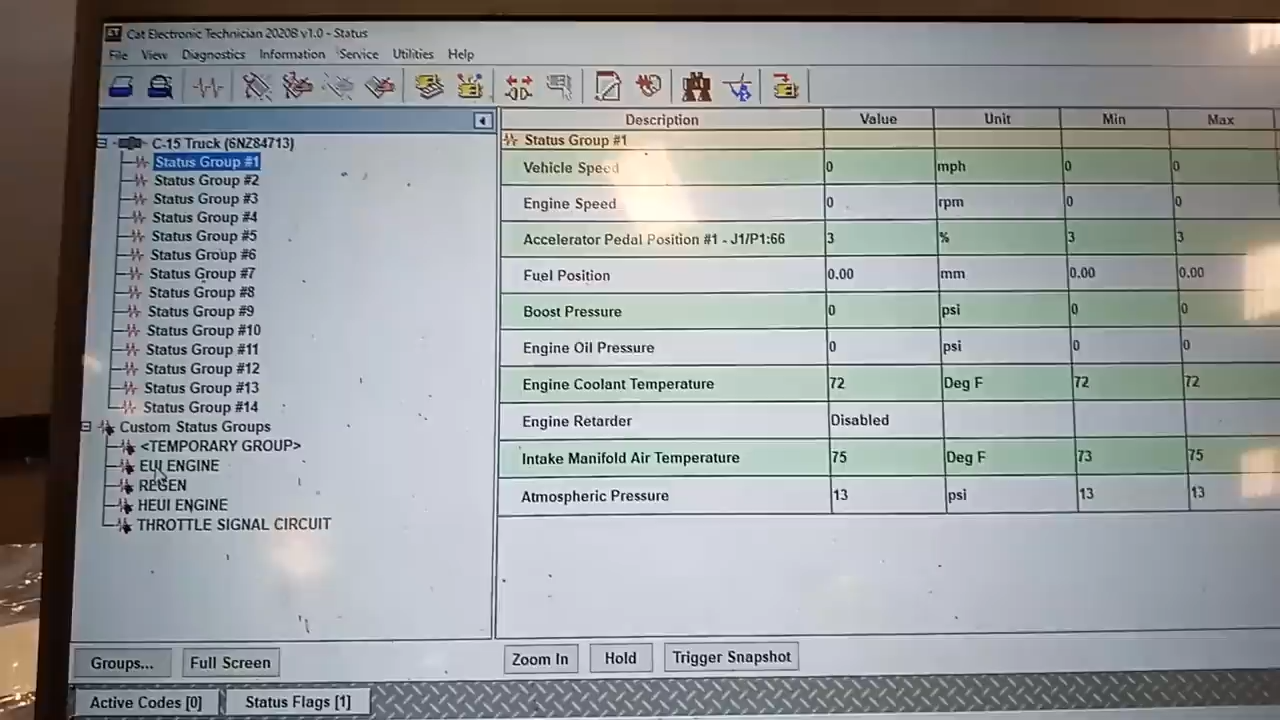 Cat Electronic Technician 2020B v1.0 - Status
File View Diagnostics Information Service Utilities Help
C-15 Truck (6NZ84713)
Status Group #1
Status Group #2
Status Group #3
Status Group #4
Status Group #5
Status Group #6
Status Group #7
Status Group #8
Status Group #9
Status Group #10
Status Group #11
Status Group #12
Status Group #13
Status Group #14
Custom Status Groups
<TEMPORARY GROUP>
EUI ENGINE
REGEN
HEUI ENGINE
THROTTLE SIGNAL CIRCUIT
Groups... Full Screen
Description Value Unit Min Max
Status Group #1
Vehicle Speed 0 mph 0 0
Engine Speed 0 rpm 0 0
Accelerator Pedal Position #1 - J1/P1:66 3 % 3 3
Fuel Position 0.00 mm 0.00 0.00
Boost Pressure 0 psi 0 0
Engine Oil Pressure 0 psi 0 0
Engine Coolant Temperature 72 Deg F 72 72
Engine Retarder Disabled
Intake Manifold Air Temperature 75 Deg F 73 75
Atmospheric Pressure 13 psi 13 13
Zoom In Hold Trigger Snapshot
Active Codes [0] Status Flags [1]